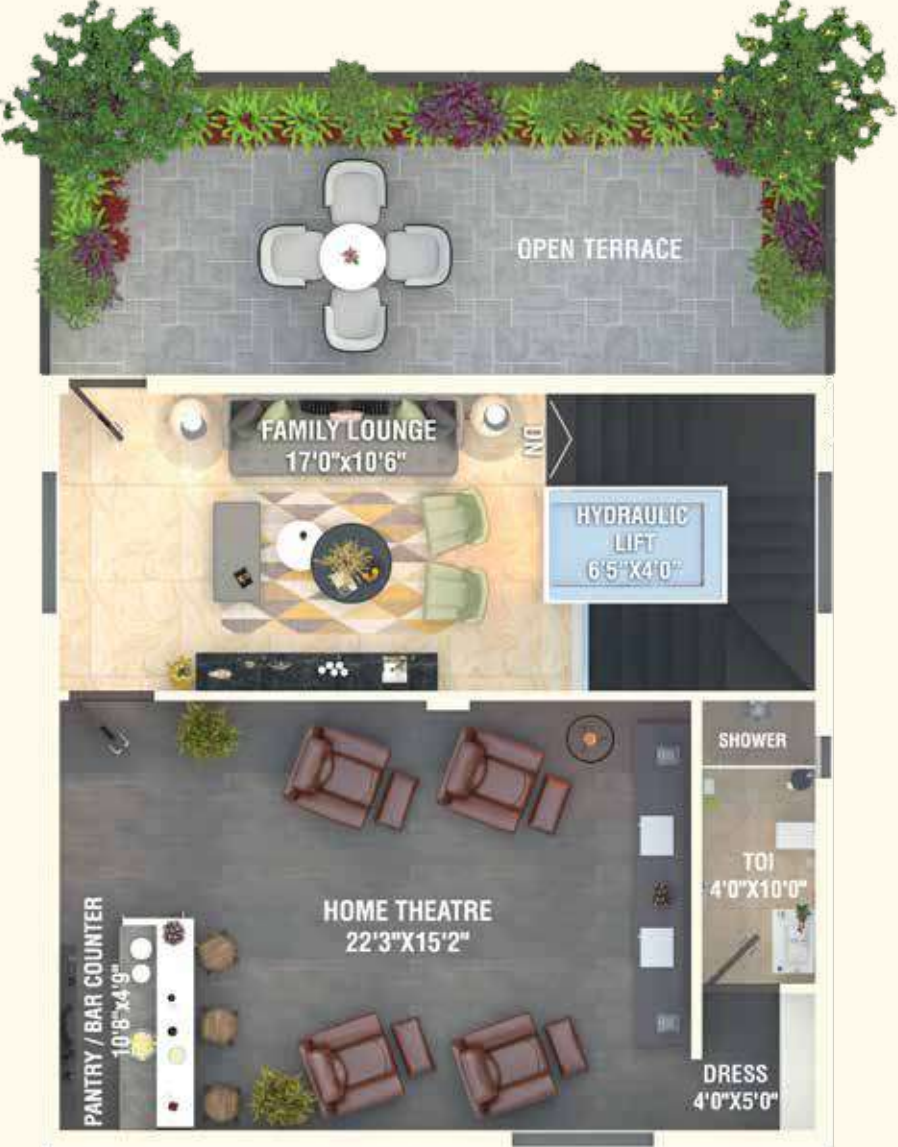 OPEN TERRACE
FAMILY LOUNGE
17'0"x10'6"
DN
HYDRAULIC
LIFT
6'5"X4'0"
SHOWER
TOI
4'0"X10'0"
HOME THEATRE
22'3"X15'2"
PANTRY / BAR COUNTER
10'8"x4'9"
DRESS
4'0"X5'0"